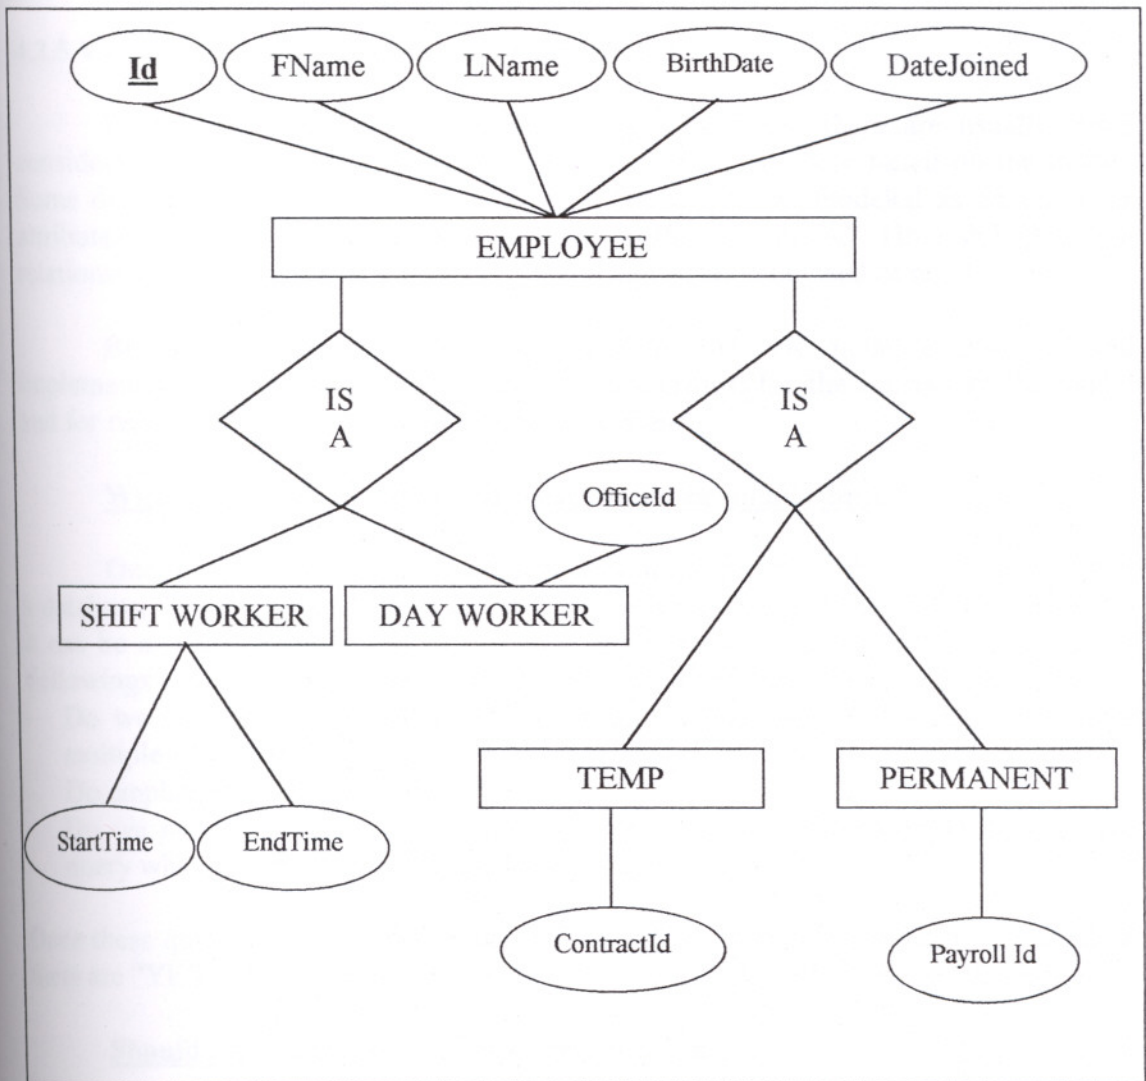 Id
FName
LName
BirthDate
DateJoined
EMPLOYEE
IS
A
IS
A
OfficeId
SHIFT WORKER
DAY WORKER
TEMP
PERMANENT
StartTime
EndTime
ContractId
Payroll Id